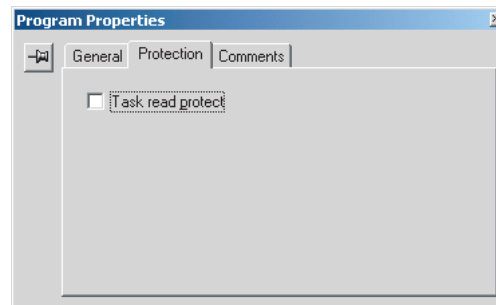 Program Properties
General Protection Comments
Task read protect